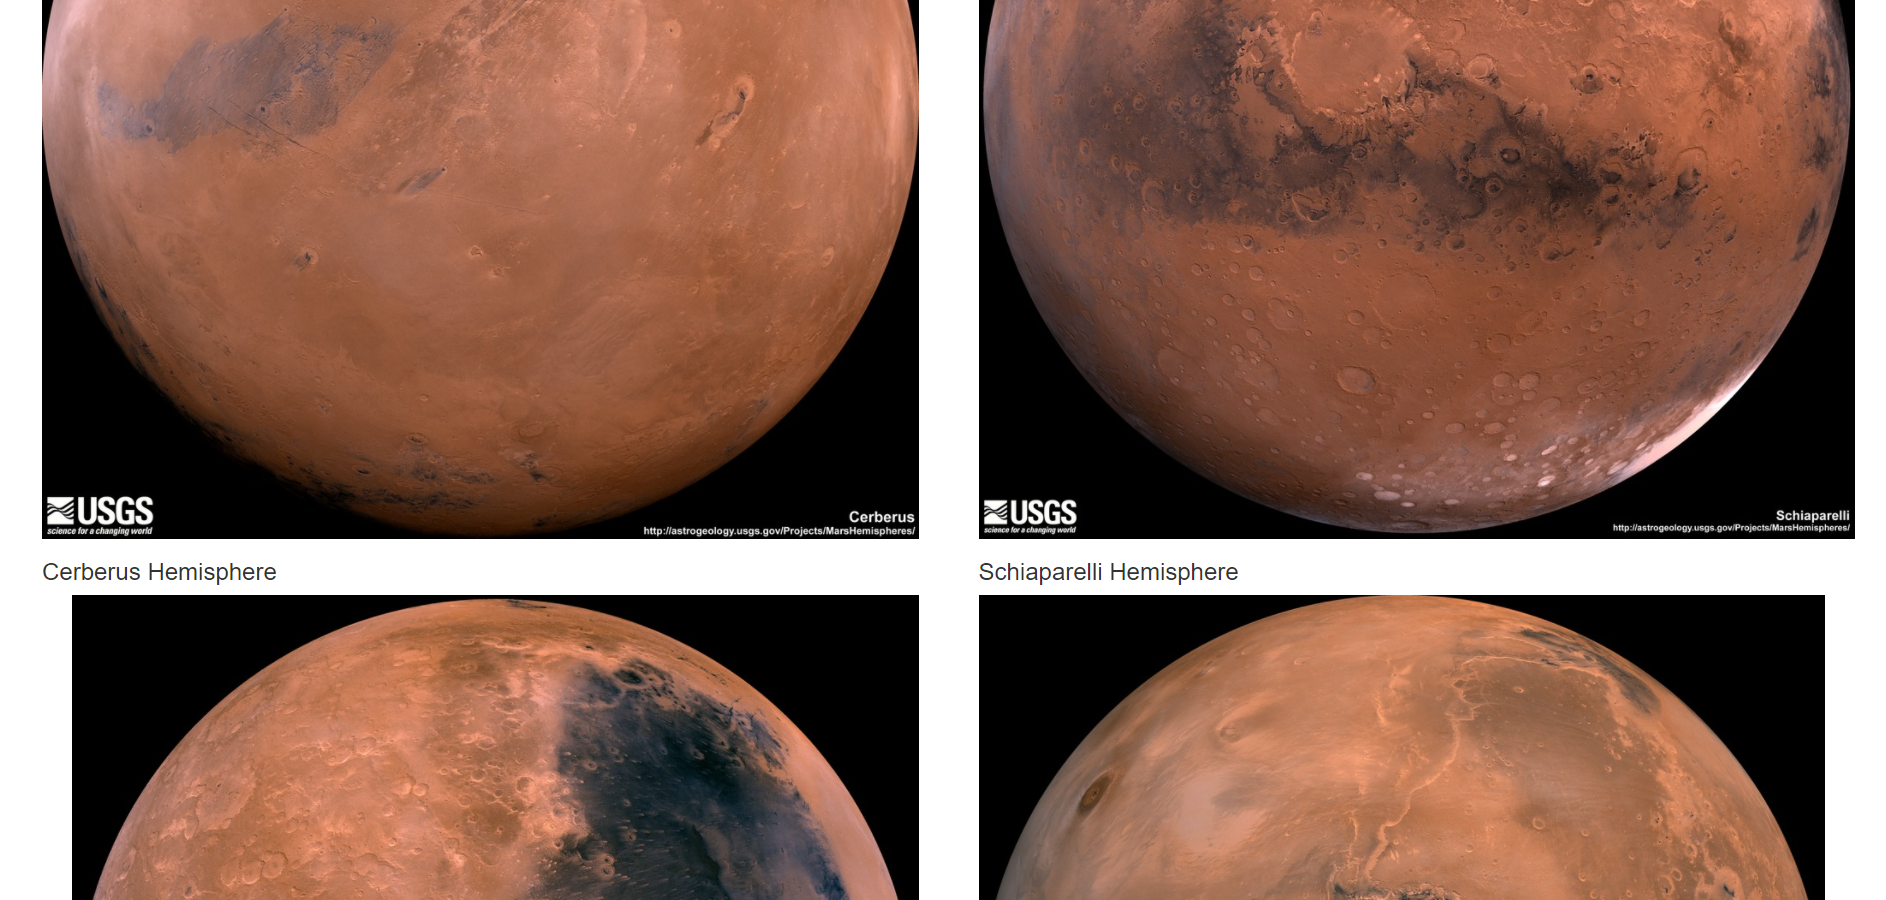 USGS
science for a changing world
Cerberus
http://astrogeology.usgs.gov/Projects/MarsHemispheres/
USGS
science for a changing world
Schiaparelli
http://astrogeology.usgs.gov/Projects/MarsHemispheres/
Cerberus Hemisphere
Schiaparelli Hemisphere